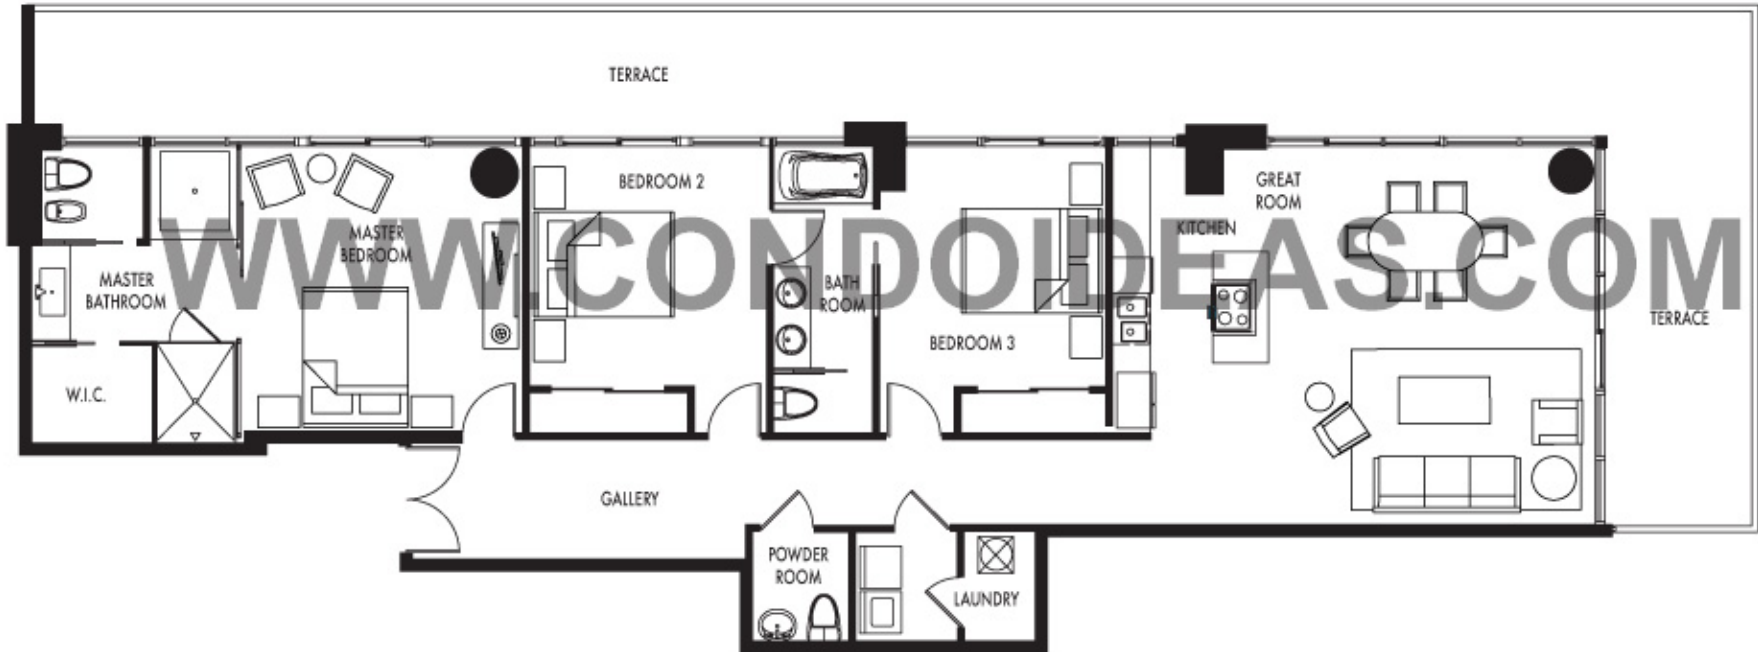 TERRACE
BEDROOM 2
GREAT
ROOM
KITCHEN
MASTER
BEDROOM
WWW.CONDOIDEAS.COM
MASTER
BATHROOM
BATH
ROOM
TERRACE
BEDROOM 3
W.I.C.
GALLERY
POWDER
ROOM
LAUNDRY